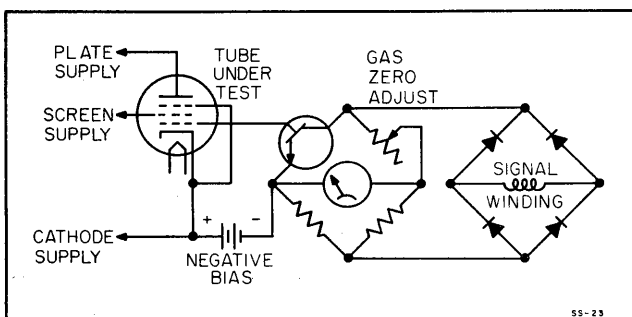 PLATE
SUPPLY
TUBE
UNDER
TEST
GAS
ZERO
ADJUST
SCREEN
SUPPLY
SIGNAL
WINDING
+
-
CATHODE
SUPPLY
NEGATIVE
BIAS
SS-23